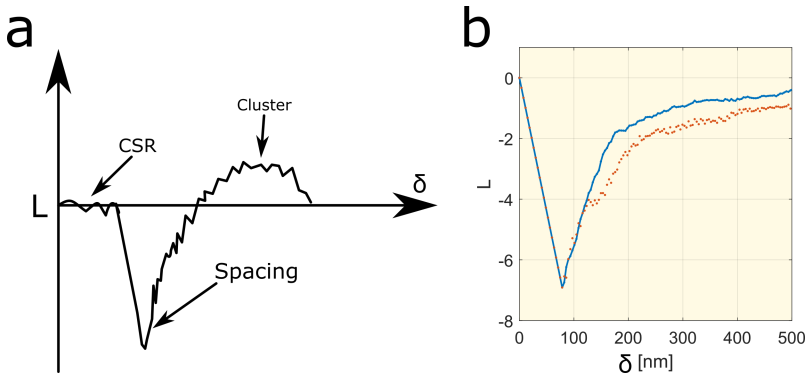 a
Cluster
CSR
δ
L
Spacing
b
0
-2
-4
-6
-8
L
0
100
200
300
400
500
δ [nm]